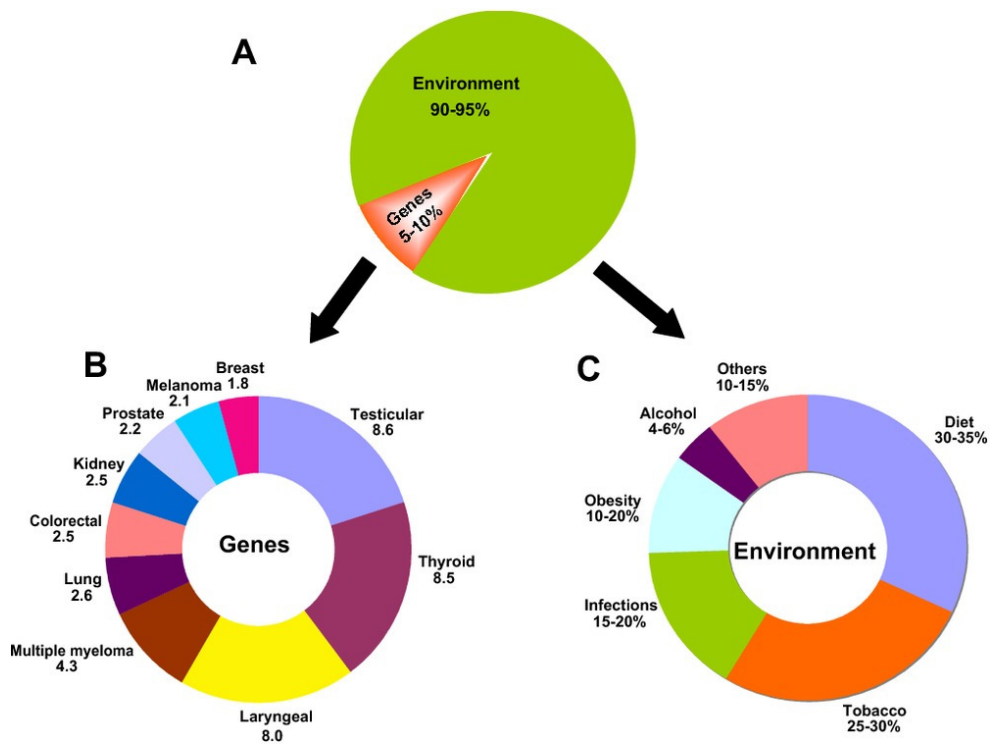 A
Environment
90-95%
Genes
5-10%
B
Breast
1.8
Melanoma
2.1
Prostate
2.2
Kidney
2.5
Colorectal
2.5
Lung
2.6
Multiple myeloma
4.3
Laryngeal
8.0
Thyroid
8.5
Testicular
8.6
Genes
C
Others
10-15%
Alcohol
4-6%
Obesity
10-20%
Infections
15-20%
Tobacco
25-30%
Diet
30-35%
Environment